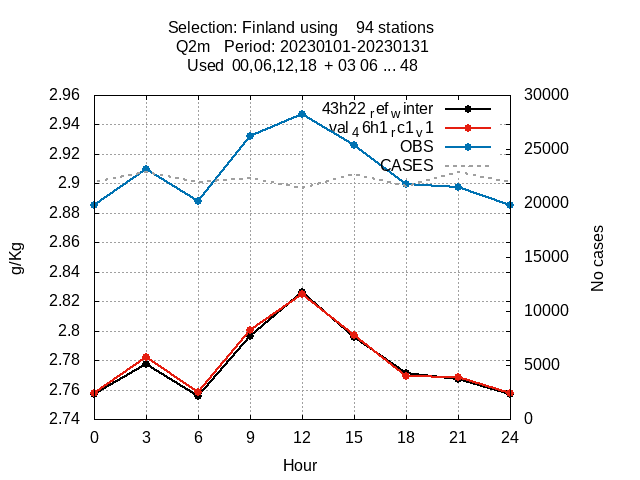 Selection: Finland using    94 stations
Q2m   Period: 20230101-20230131
Used  00,06,12,18  + 03 06 ... 48
2.96
2.94
2.92
2.9
2.88
2.86
2.84
2.82
2.8
2.78
2.76
2.74
g/Kg
43h22refwinter
val46h1rc1v1
OBS
CASES
30000
25000
20000
15000
10000
5000
0
No cases
0 3 6 9 12 15 18 21 24
Hour